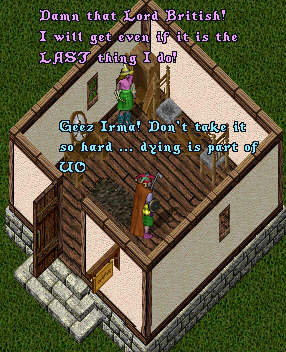 Damn that Lord British!
I will get even if it is the
LAST thing I do!
Geez Irma! Don't take it
so hard ... dying is part of
UO